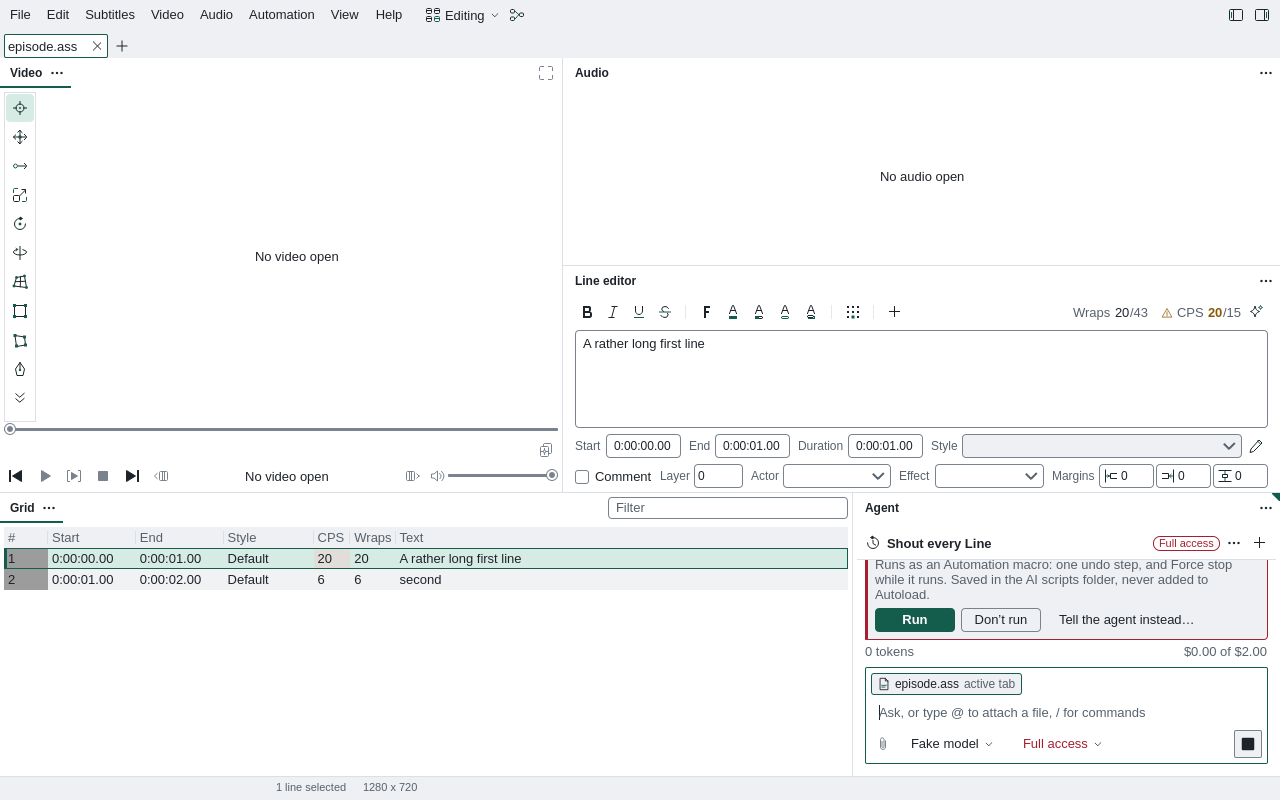 File Edit Subtitles Video Audio Automation View Help Editing
episode.ass
Video
Audio
No video open
No audio open
Line editor
B I U S F A A A A Wraps 20/43 CPS 20/15
A rather long first line
Start 0:00:00.00 End 0:00:01.00 Duration 0:00:01.00 Style
Comment Layer 0 Actor Effect Margins 0 0 0
No video open
Grid
Filter
# Start End Style CPS Wraps Text
1 0:00:00.00 0:00:01.00 Default 20 20 A rather long first line
2 0:00:01.00 0:00:02.00 Default 6 6 second
Agent
Shout every Line Full access
Runs as an Automation macro: one undo step, and Force stop
while it runs. Saved in the AI scripts folder, never added to
Autoload.
Run Don't run Tell the agent instead…
0 tokens $0.00 of $2.00
episode.ass active tab
Ask, or type @ to attach a file, / for commands
Fake model Full access
1 line selected 1280 x 720